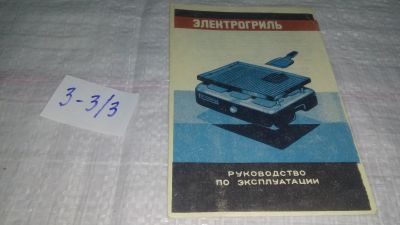 ЭЛЕКТРОГРИЛЬ
РУКОВОДСТВО
ПО ЭКСПЛУАТАЦИИ
3-3/3